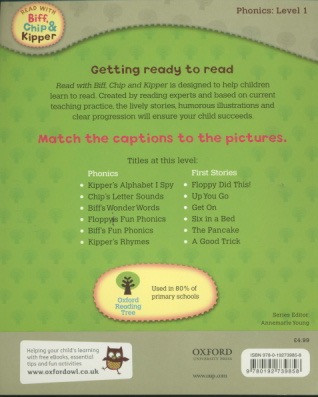 READ WITH
Biff,
Chip &
Kipper
Phonics: Level 1
Getting ready to read
Read with Biff, Chip and Kipper is designed to help children
learn to read. Created by reading experts and based on current
teaching practice, the lively stories, humorous illustrations and
clear progression will ensure your child succeeds.
Match the captions to the pictures.
Titles at this level:
Phonics
• Kipper's Alphabet I Spy
• Chip's Letter Sounds
• Biff's Wonder Words
• Floppy's Fun Phonics
• Biff's Fun Phonics
• Kipper's Rhymes
First Stories
• Floppy Did This!
• Up You Go
• Get On
• Six in a Bed
• The Pancake
• A Good Trick
Oxford
Reading
Tree
Used in 80% of
primary schools
Series Editor:
Annemarie Young
£4.99
Helping your child's learning
with free eBooks, essential
tips and fun activities
www.oxfordowl.co.uk
OXFORD
UNIVERSITY PRESS
www.oup.com